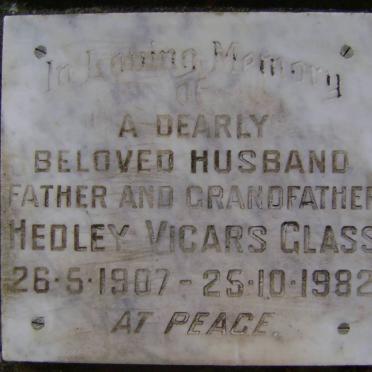 In Loving Memory
OF
A DEARLY
BELOVED HUSBAND
FATHER AND GRANDFATHER
HEDLEY VICARS GLASS
26·5·1907 - 25·10·1982
AT PEACE.